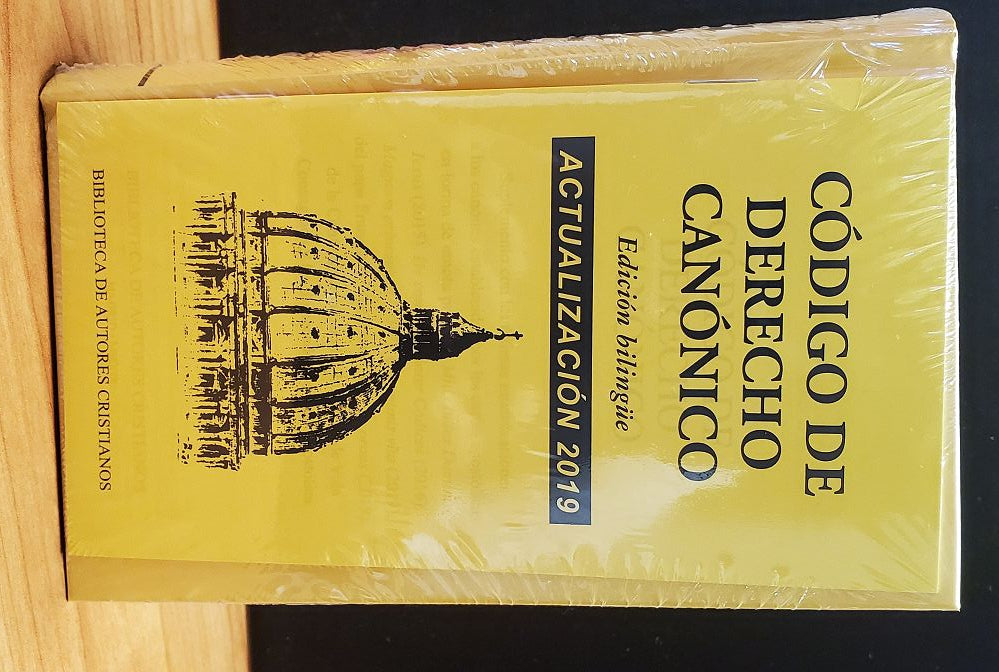 CÓDIGO DE
DERECHO
CANÓNICO
Edición bilingüe
ACTUALIZACIÓN 2019
BIBLIOTECA DE AUTORES CRISTIANOS